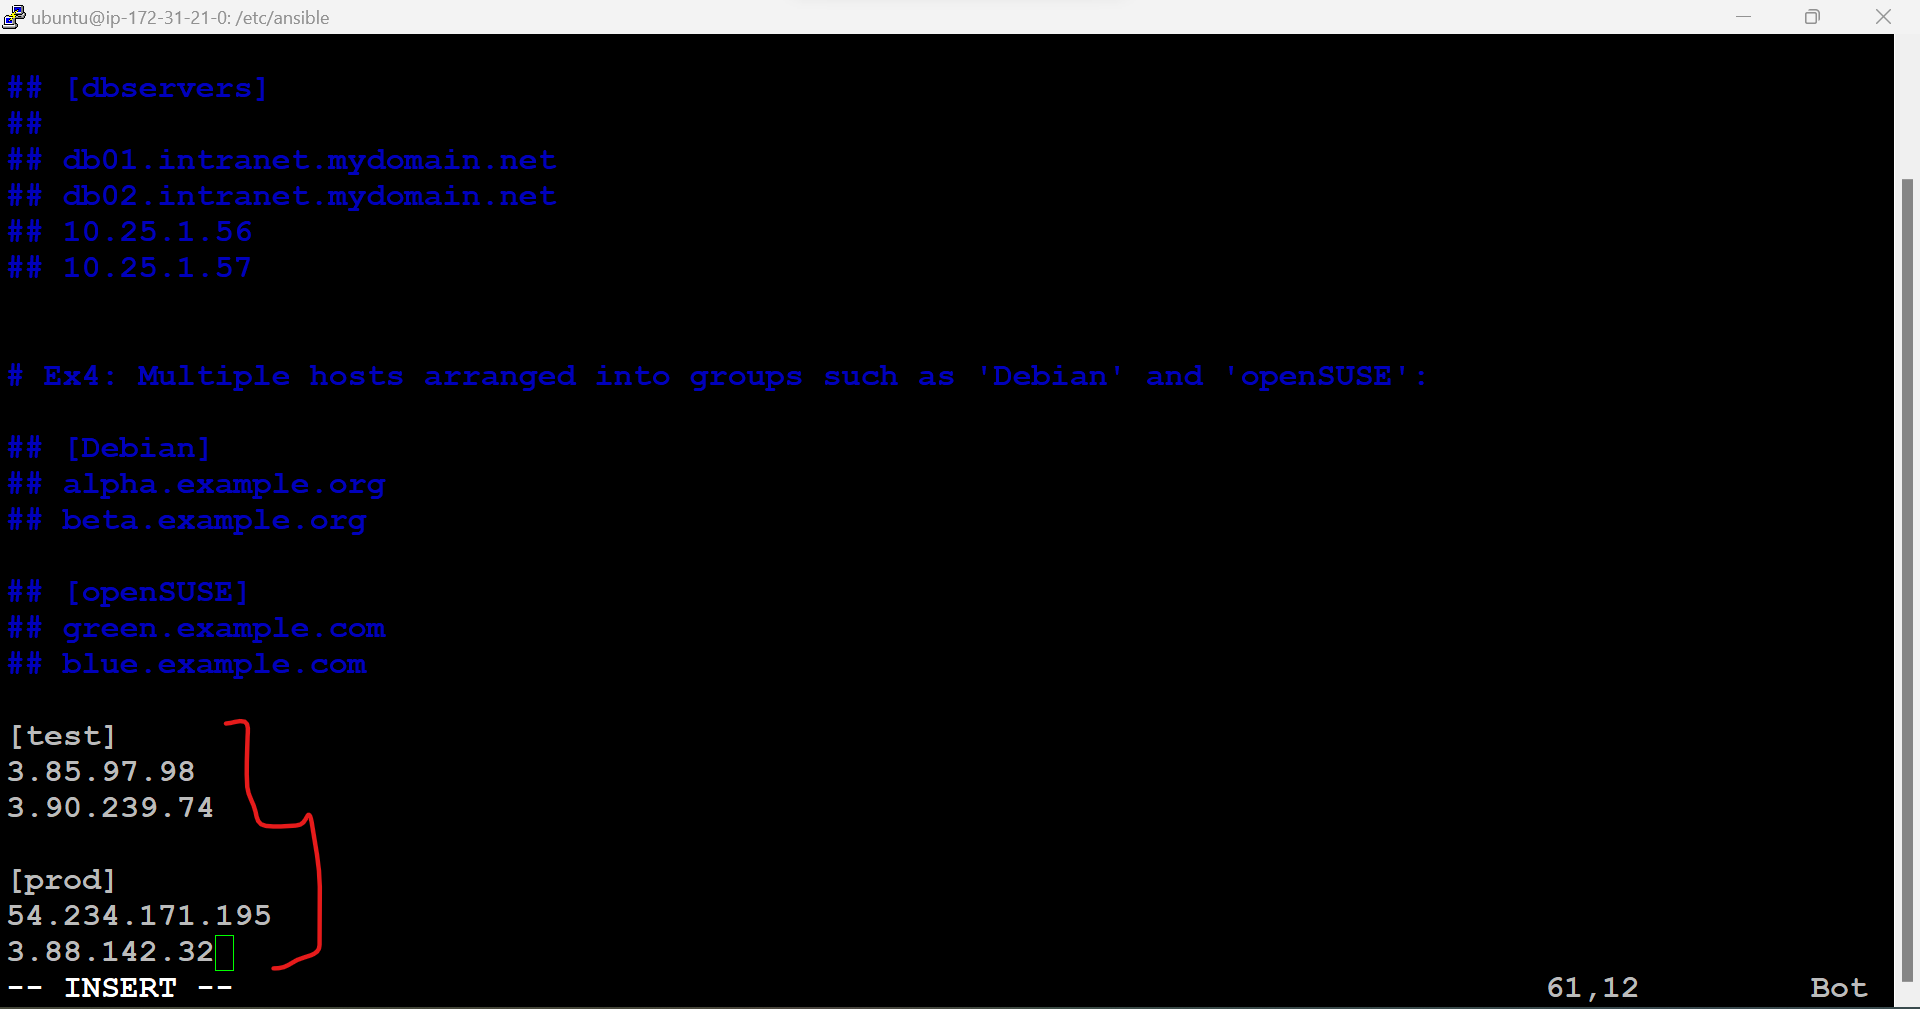 ubuntu@ip-172-31-21-0: /etc/ansible
## [dbservers]
##
## db01.intranet.mydomain.net
## db02.intranet.mydomain.net
## 10.25.1.56
## 10.25.1.57
# Ex4: Multiple hosts arranged into groups such as 'Debian' and 'openSUSE':
## [Debian]
## alpha.example.org
## beta.example.org
## [openSUSE]
## green.example.com
## blue.example.com
[test]
3.85.97.98
3.90.239.74
[prod]
54.234.171.195
3.88.142.32
-- INSERT -- 61,12 Bot